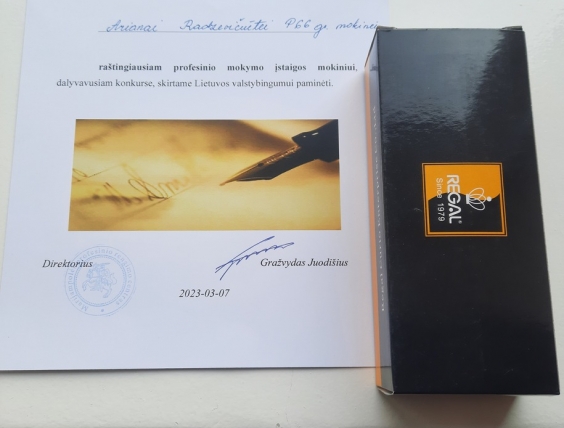 Arianai Radzevičiūtei P66 gr. mokinei
raštingiausiam profesinio mokymo įstaigos mokiniui,
dalyvavusiam konkurse, skirtame Lietuvos valstybingumui paminėti.
Direktorius
Gražvydas Juodišius
2023-03-07
REGAL
Since 1979